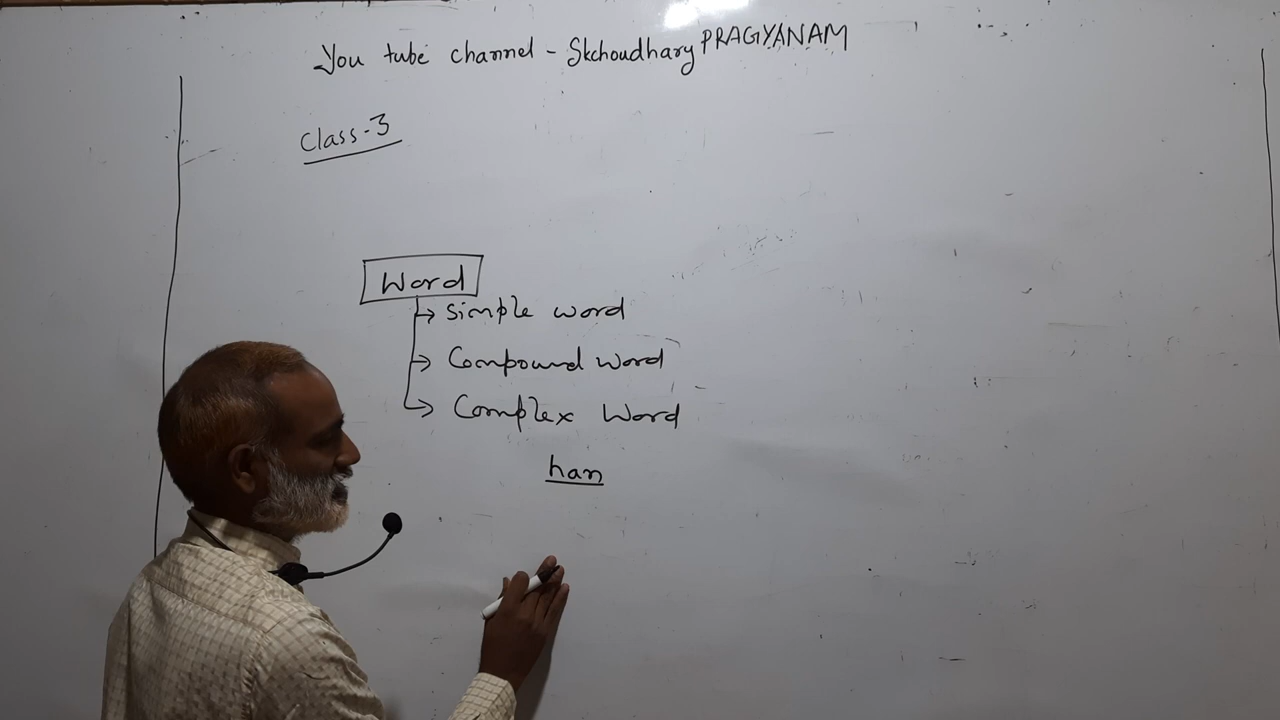 You tube channel - Skchoudhary PRAGYANAM
Class-3
Word
Simple word
Compound Word
Complex Word
han